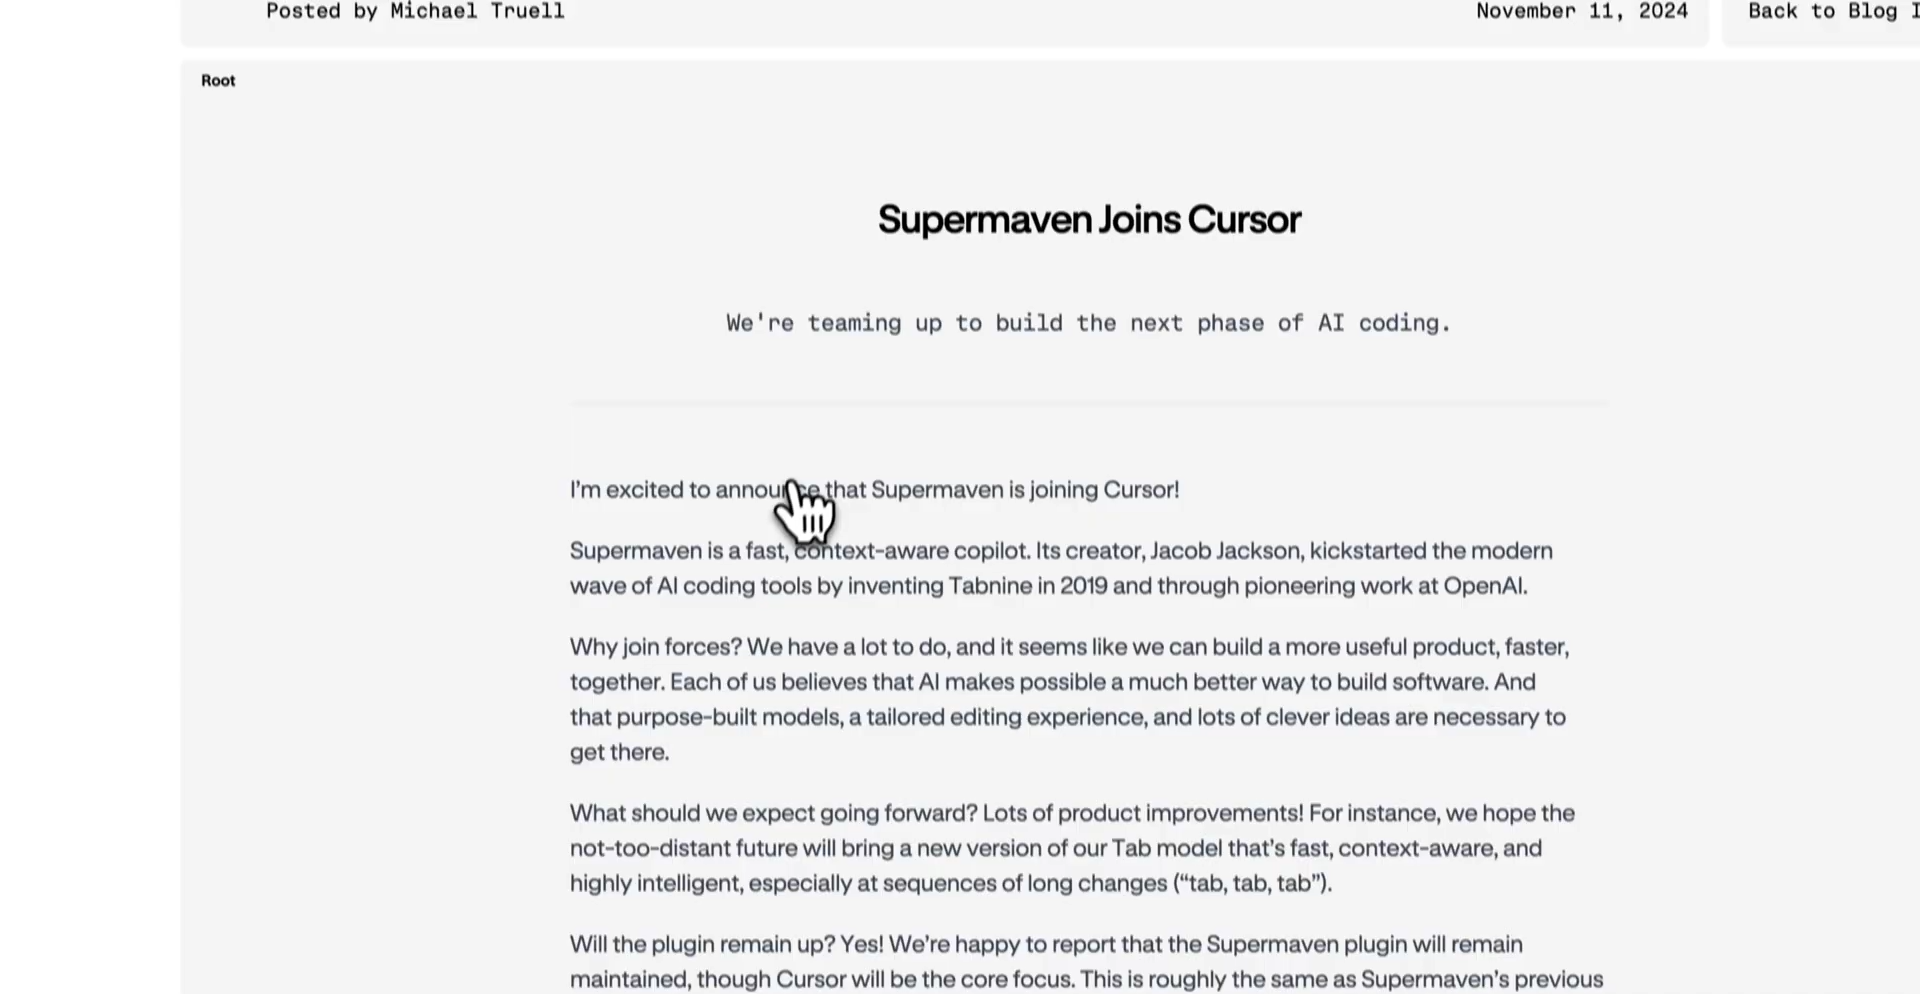 Posted by Michael Truell
November 11, 2024
Back to Blog
Root
Supermaven Joins Cursor
We're teaming up to build the next phase of AI coding.
I'm excited to announce that Supermaven is joining Cursor!
Supermaven is a fast, context-aware copilot. Its creator, Jacob Jackson, kickstarted the modern
wave of AI coding tools by inventing Tabnine in 2019 and through pioneering work at OpenAI.
Why join forces? We have a lot to do, and it seems like we can build a more useful product, faster,
together. Each of us believes that AI makes possible a much better way to build software. And
that purpose-built models, a tailored editing experience, and lots of clever ideas are necessary to
get there.
What should we expect going forward? Lots of product improvements! For instance, we hope the
not-too-distant future will bring a new version of our Tab model that's fast, context-aware, and
highly intelligent, especially at sequences of long changes (“tab, tab, tab”).
Will the plugin remain up? Yes! We're happy to report that the Supermaven plugin will remain
maintained, though Cursor will be the core focus. This is roughly the same as Supermaven's previous